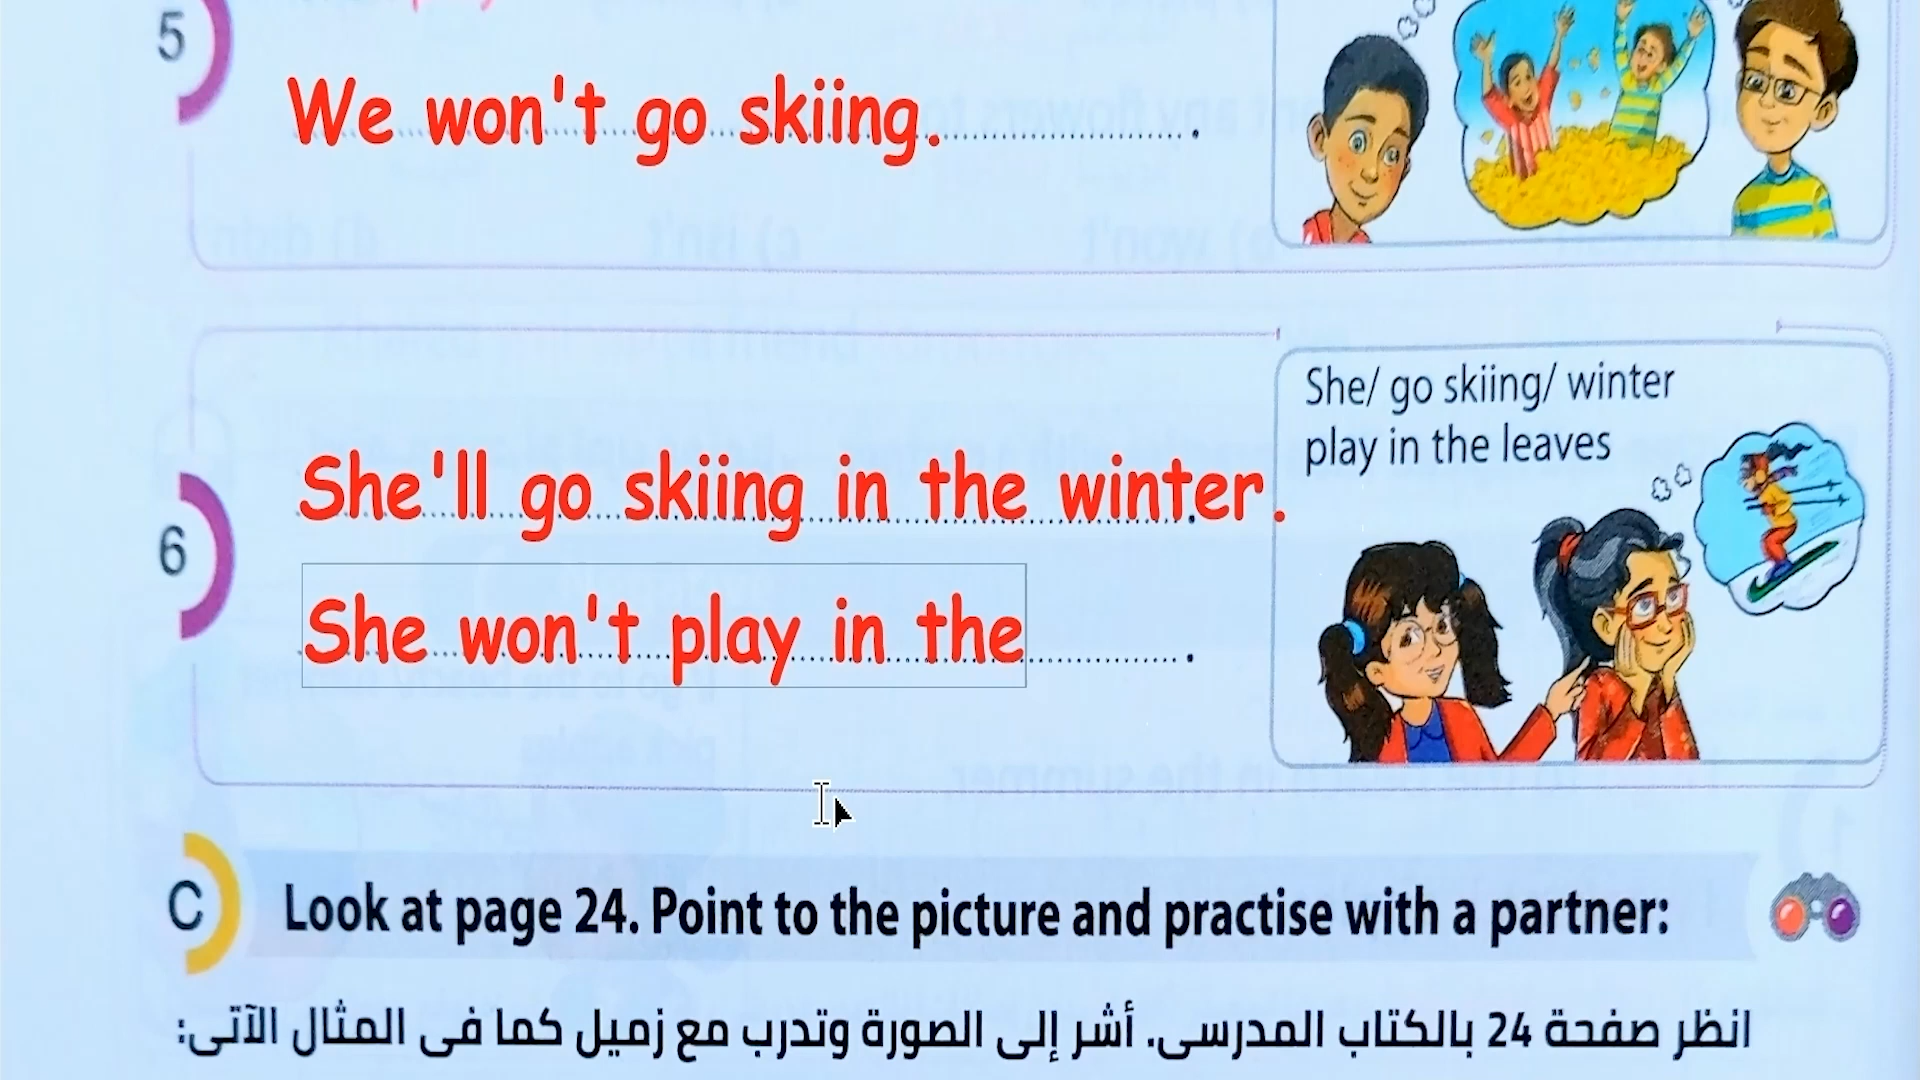 5
We won't go skiing.
She/ go skiing/ winter
play in the leaves
6
She'll go skiing in the winter.
She won't play in the
C
Look at page 24. Point to the picture and practise with a partner:
انظر صفحة 24 بالكتاب المدرسى. أشر إلى الصورة وتدرب مع زميل كما فى المثال الآتى: